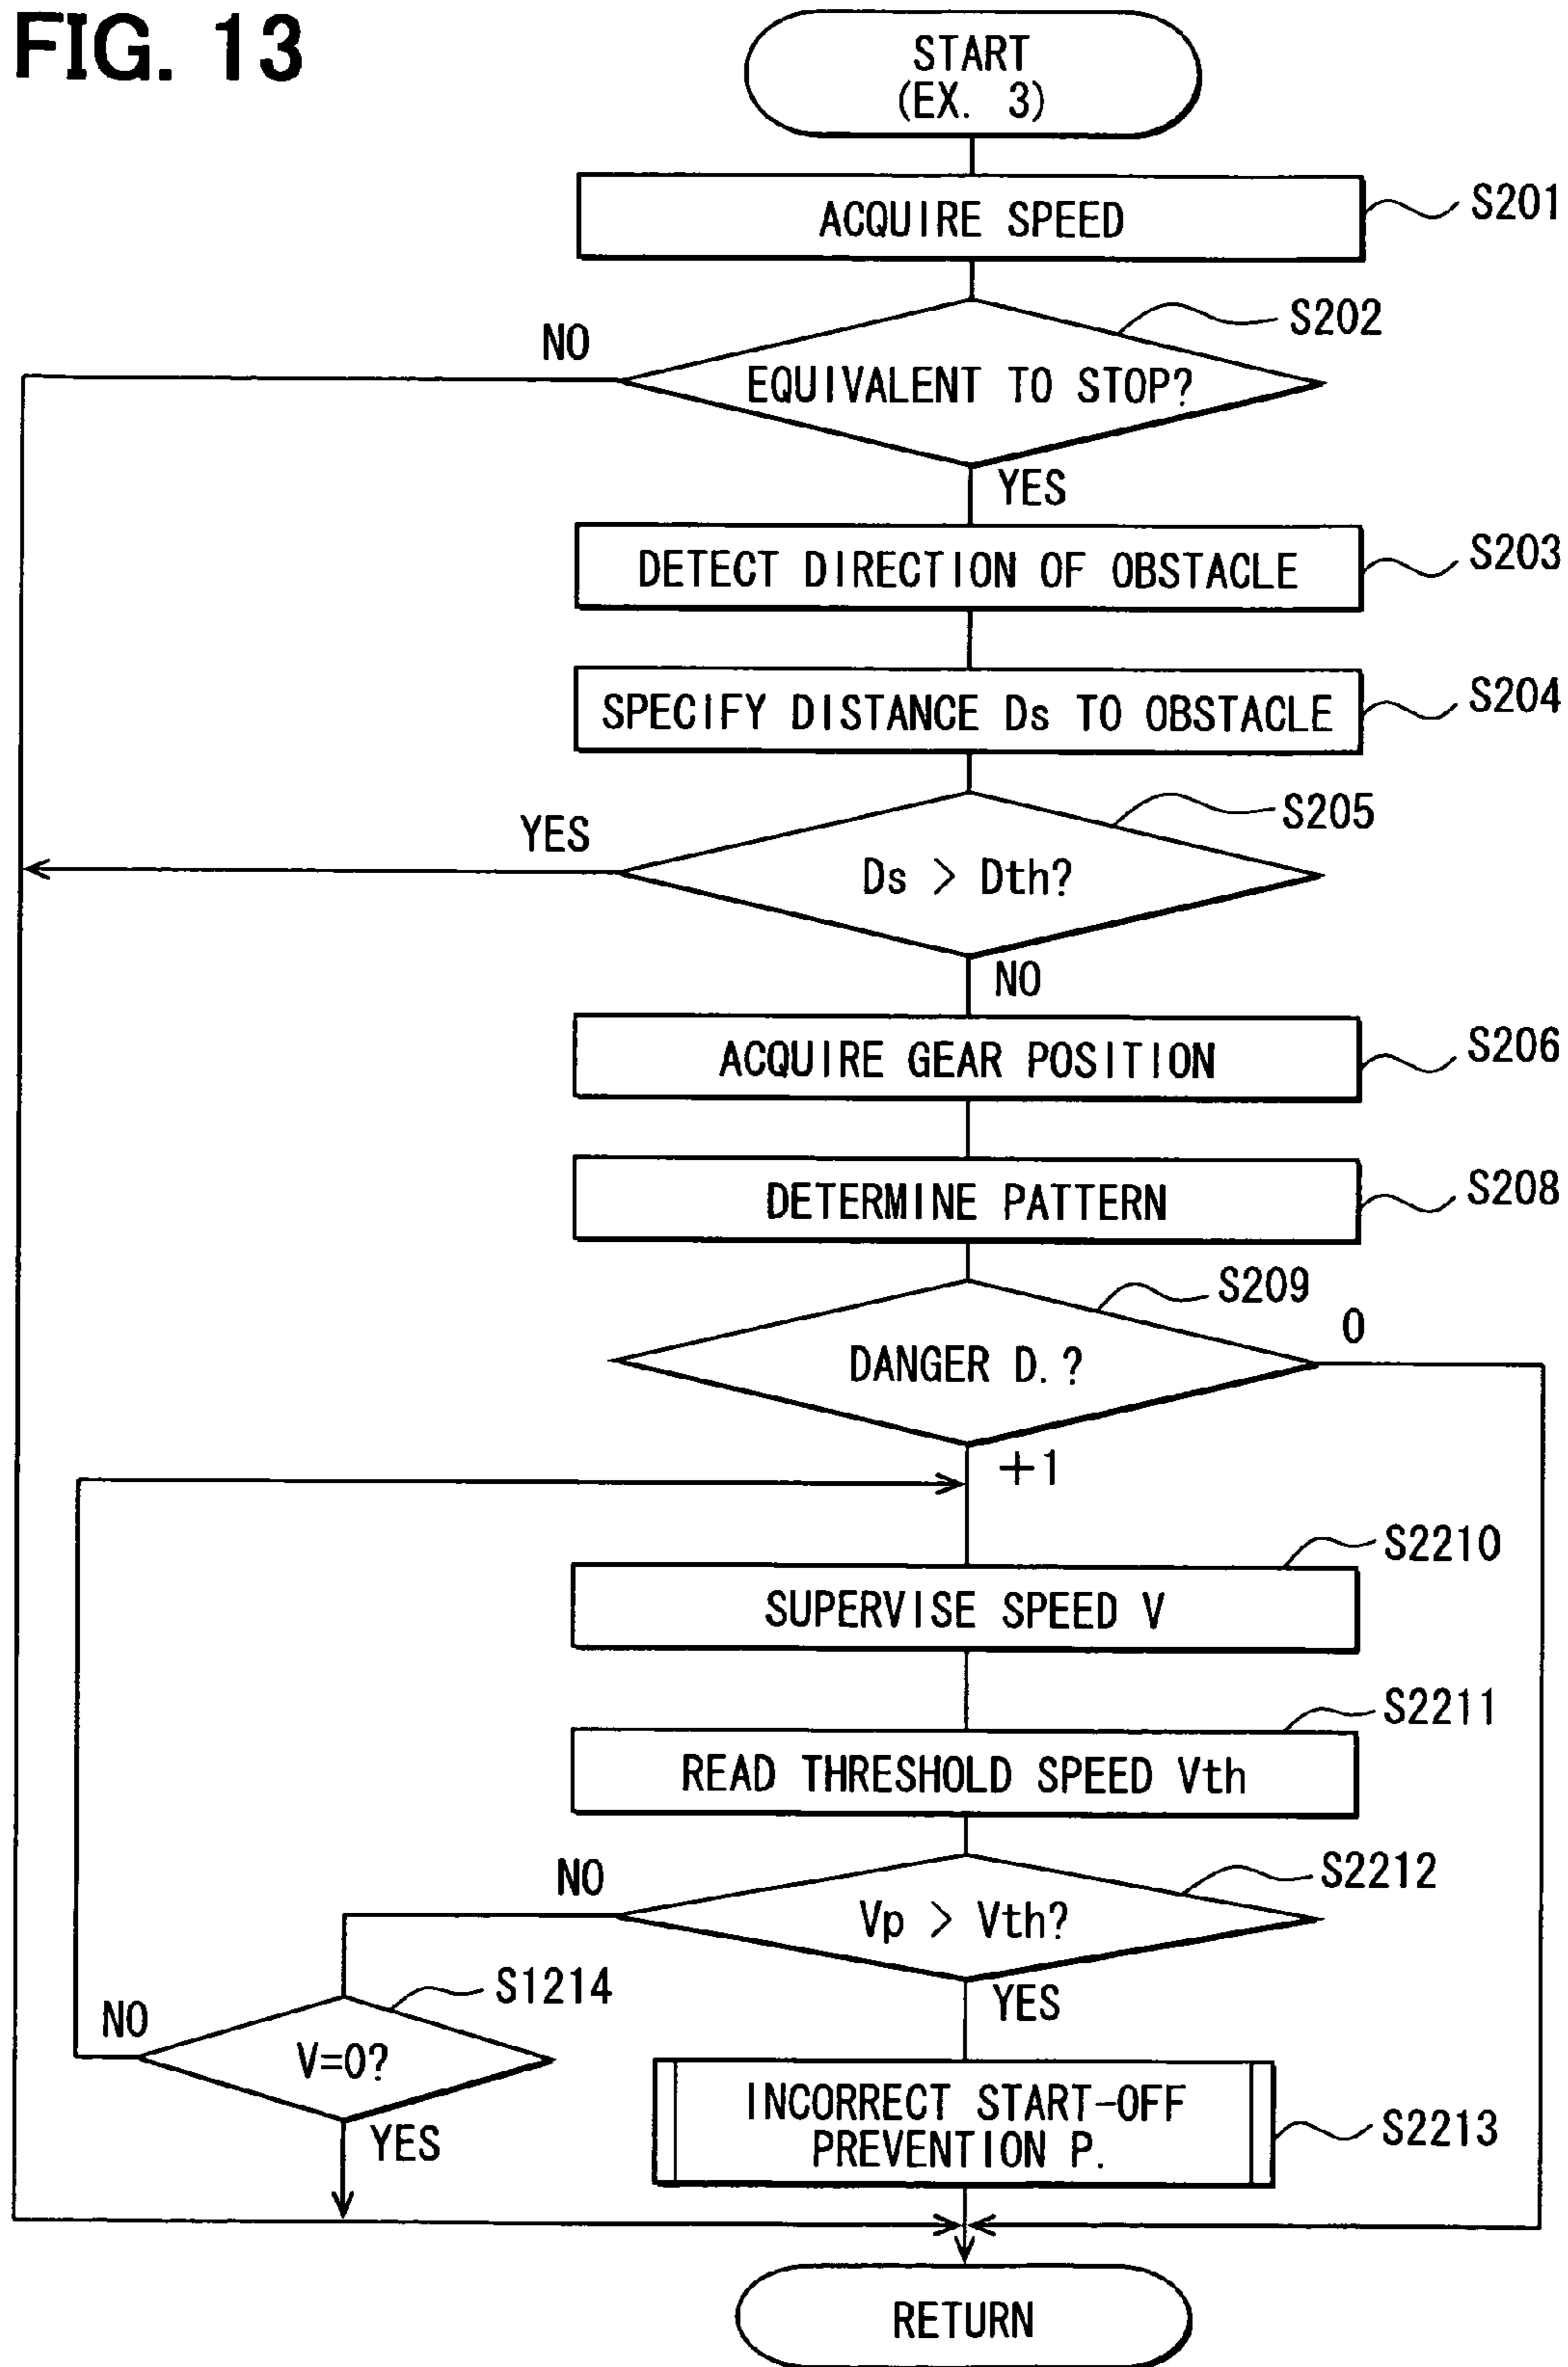 FIG. 13
START
(EX. 3)
ACQUIRE SPEED
S201
S202
NO
EQUIVALENT TO STOP?
YES
DETECT DIRECTION OF OBSTACLE
S203
SPECIFY DISTANCE Ds TO OBSTACLE
S204
S205
YES
Ds > Dth?
NO
ACQUIRE GEAR POSITION
S206
DETERMINE PATTERN
S208
S209
0
DANGER D.?
+1
S2210
SUPERVISE SPEED V
S2211
READ THRESHOLD SPEED Vth
S2212
NO
Vp > Vth?
YES
S1214
NO
V=0?
YES
INCORRECT START-OFF
PREVENTION P.
S2213
RETURN